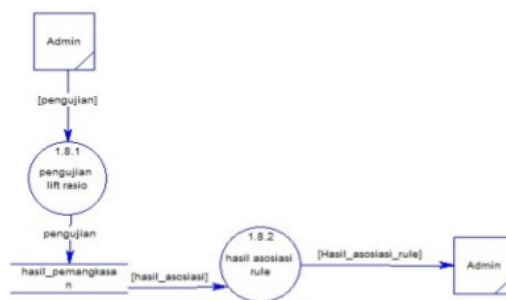 Admin
[pengujian]
1.8.1
pengujian
lift rasio
pengujian
hasil_pemangkasa
n
[hasil_asosiasi]
1.8.2
hasil asosiasi
rule
[Hasil_asosiasi_rule]
Admin